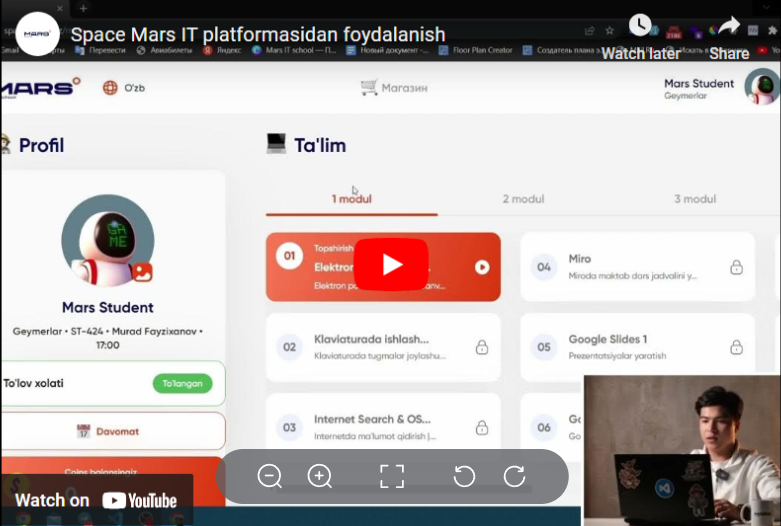 MARS
Space Mars IT platformasidan foydalanish
Watch later
Share
Перевести
Авиабилеты
Яндекс
Mars IT school — П...
Новый документ -...
Floor Plan Creator
Создатель плана э...
MARS
O'zb
Магазин
Mars Student
Geymerlar
Profil
Ta'lim
1 modul
2 modul
3 modul
GA
ME
Mars Student
Geymerlar • ST-424 • Murad Fayzixanov •
17:00
To'lov xolati
To'langan
Davomat
Coins balansingiz
01
Topshirish
Elektron
Elektron
04
Miro
Miroda maktab dars jadvalini y...
02
Klaviaturada ishlash...
Klaviaturada tugmalar joylashu...
05
Google Slides 1
Prezentatsiyalar yaratish
03
Internet Search & OS...
Internetda ma'lumot qidirish |...
06
Go
Watch on
YouTube